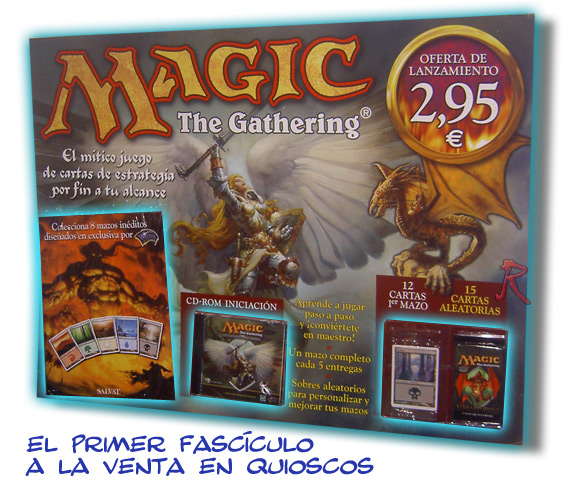 MAGIC
The Gathering®
OFERTA DE
LANZAMIENTO
2,95
€
El mítico juego
de cartas de estrategia
por fin a tu alcance
Colecciona 8 mazos inéditos
diseñados en exclusiva por
SALVAT
CD-ROM INICIACIÓN
MAGIC
The Gathering
Aprende a jugar
paso a paso
y ¡conviértete
en maestro!
Un mazo completo
cada 5 entregas
Sobres aleatorios
para personalizar y
mejorar tus mazos
12
CARTAS
per MAZO
15
CARTAS
ALEATORIAS
MAGIC
R
EL PRIMER FASCÍCULO
A LA VENTA EN QUIOSCOS